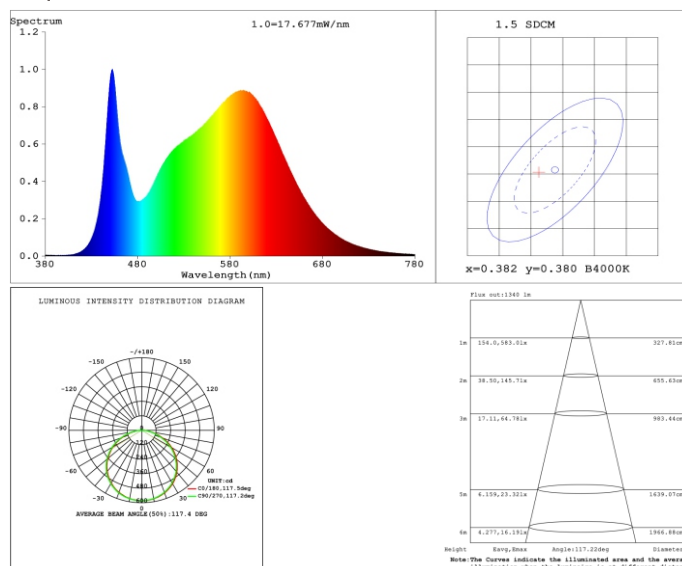 Spectrum
1.0=17.677mW/nm
1.2
1.0
0.8
0.6
0.4
0.2
0.0
380 480 580 680 780
Wavelength(nm)
1.5 SDCM
x=0.382 y=0.380 B4000K
LUMINOUS INTENSITY DISTRIBUTION DIAGRAM
-/+180
-150 150
-120 120
-90 90
-60 60
-30 30
0
0
120
240
360
480
600
UNIT:cd
C0/180,117.5deg
C90/270,117.2deg
AVERAGE BEAM ANGLE(50%):117.4 DEG
Flux out:1340 lm
1m 154.0,583.0lx 327.81cm
2m 38.50,145.7lx 655.63cm
3m 17.11,64.78lx 983.44cm
5m 6.159,23.32lx 1639.07cm
6m 4.277,16.19lx 1966.88cm
Height Eavg,Emax Angle:117.22deg Diameter
Note:The Curves indicate the illuminated area and the average